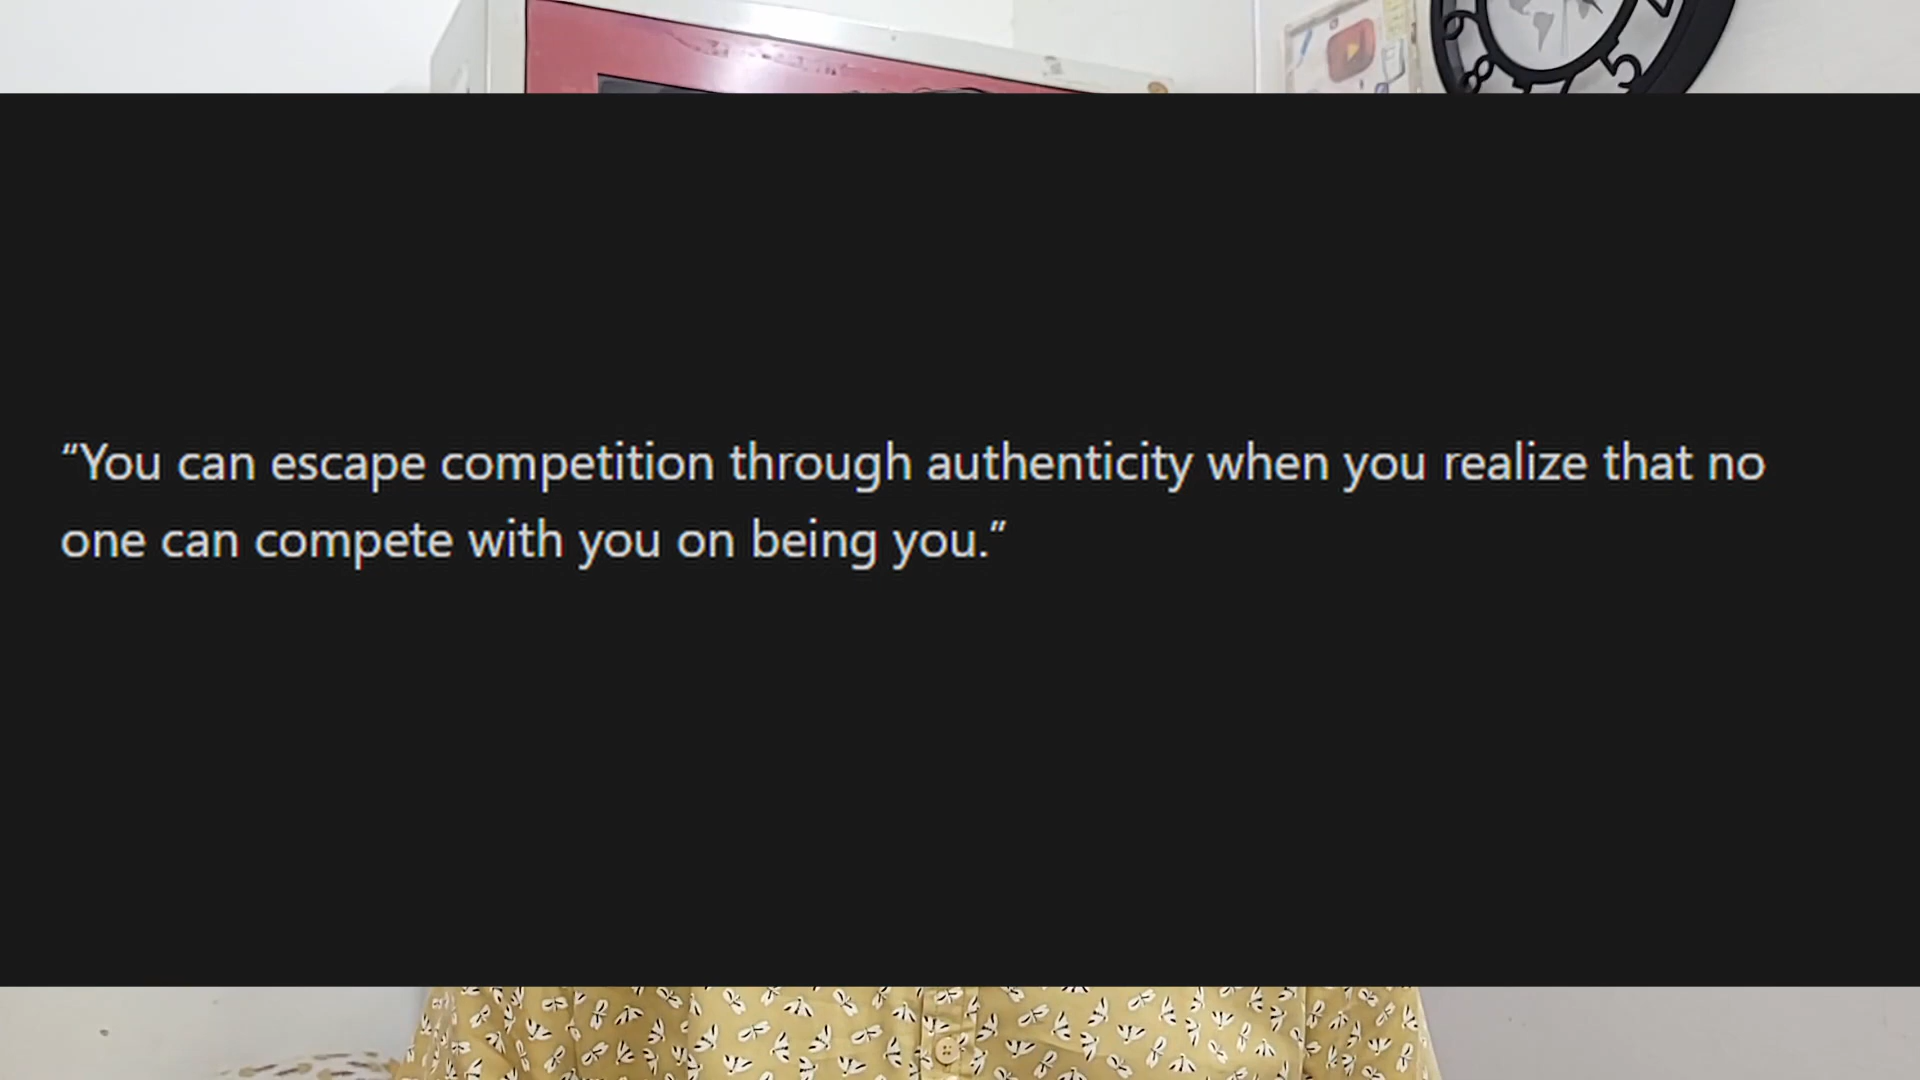 “You can escape competition through authenticity when you realize that no
one can compete with you on being you.”